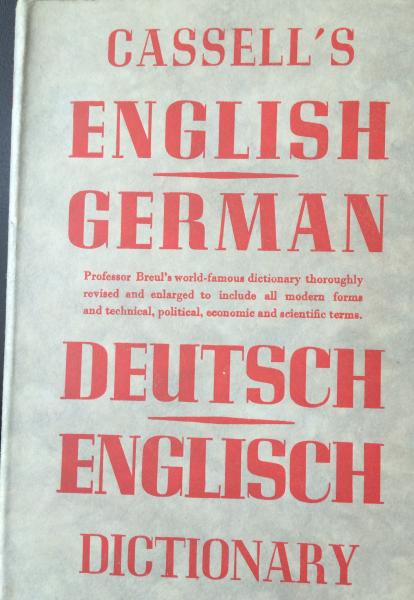 CASSELL'S
ENGLISH
GERMAN
Professor Breul's world-famous dictionary thoroughly
revised and enlarged to include all modern forms
and technical, political, economic and scientific terms.
DEUTSCH
ENGLISCH
DICTIONARY